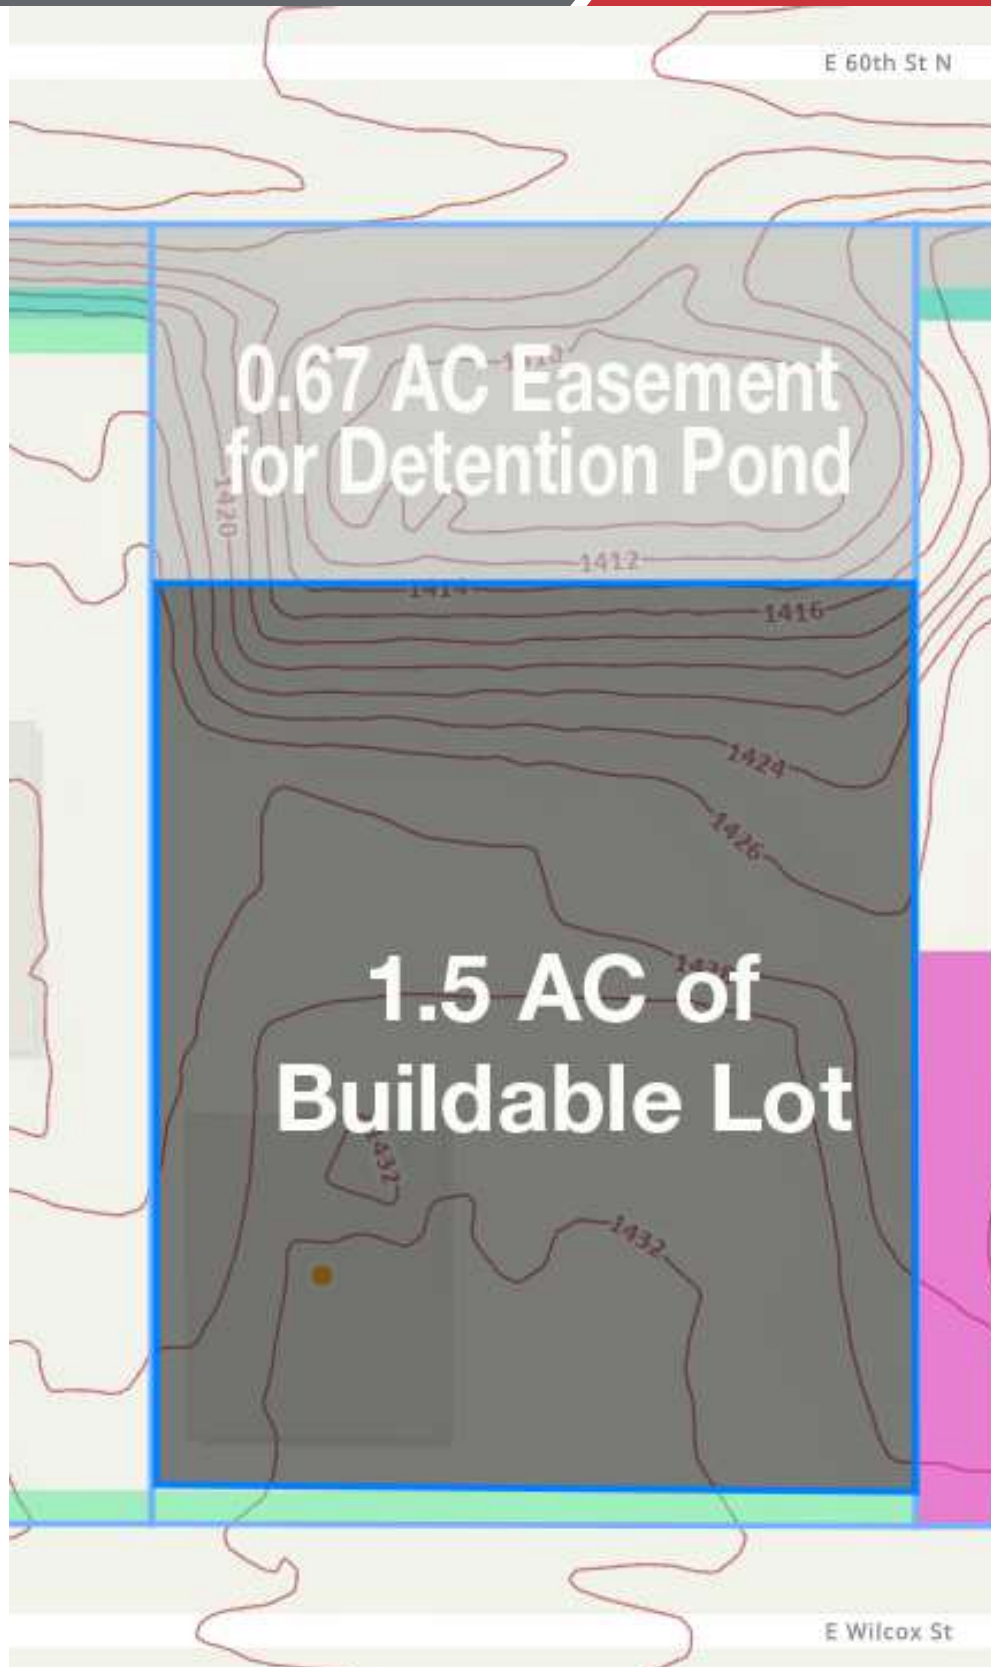 E 60th St N
0.67 AC Easement
for Detention Pond
1420
1412
1414
1416
1424
1426
1.5 AC of
Buildable Lot
1432
1432
E Wilcox St